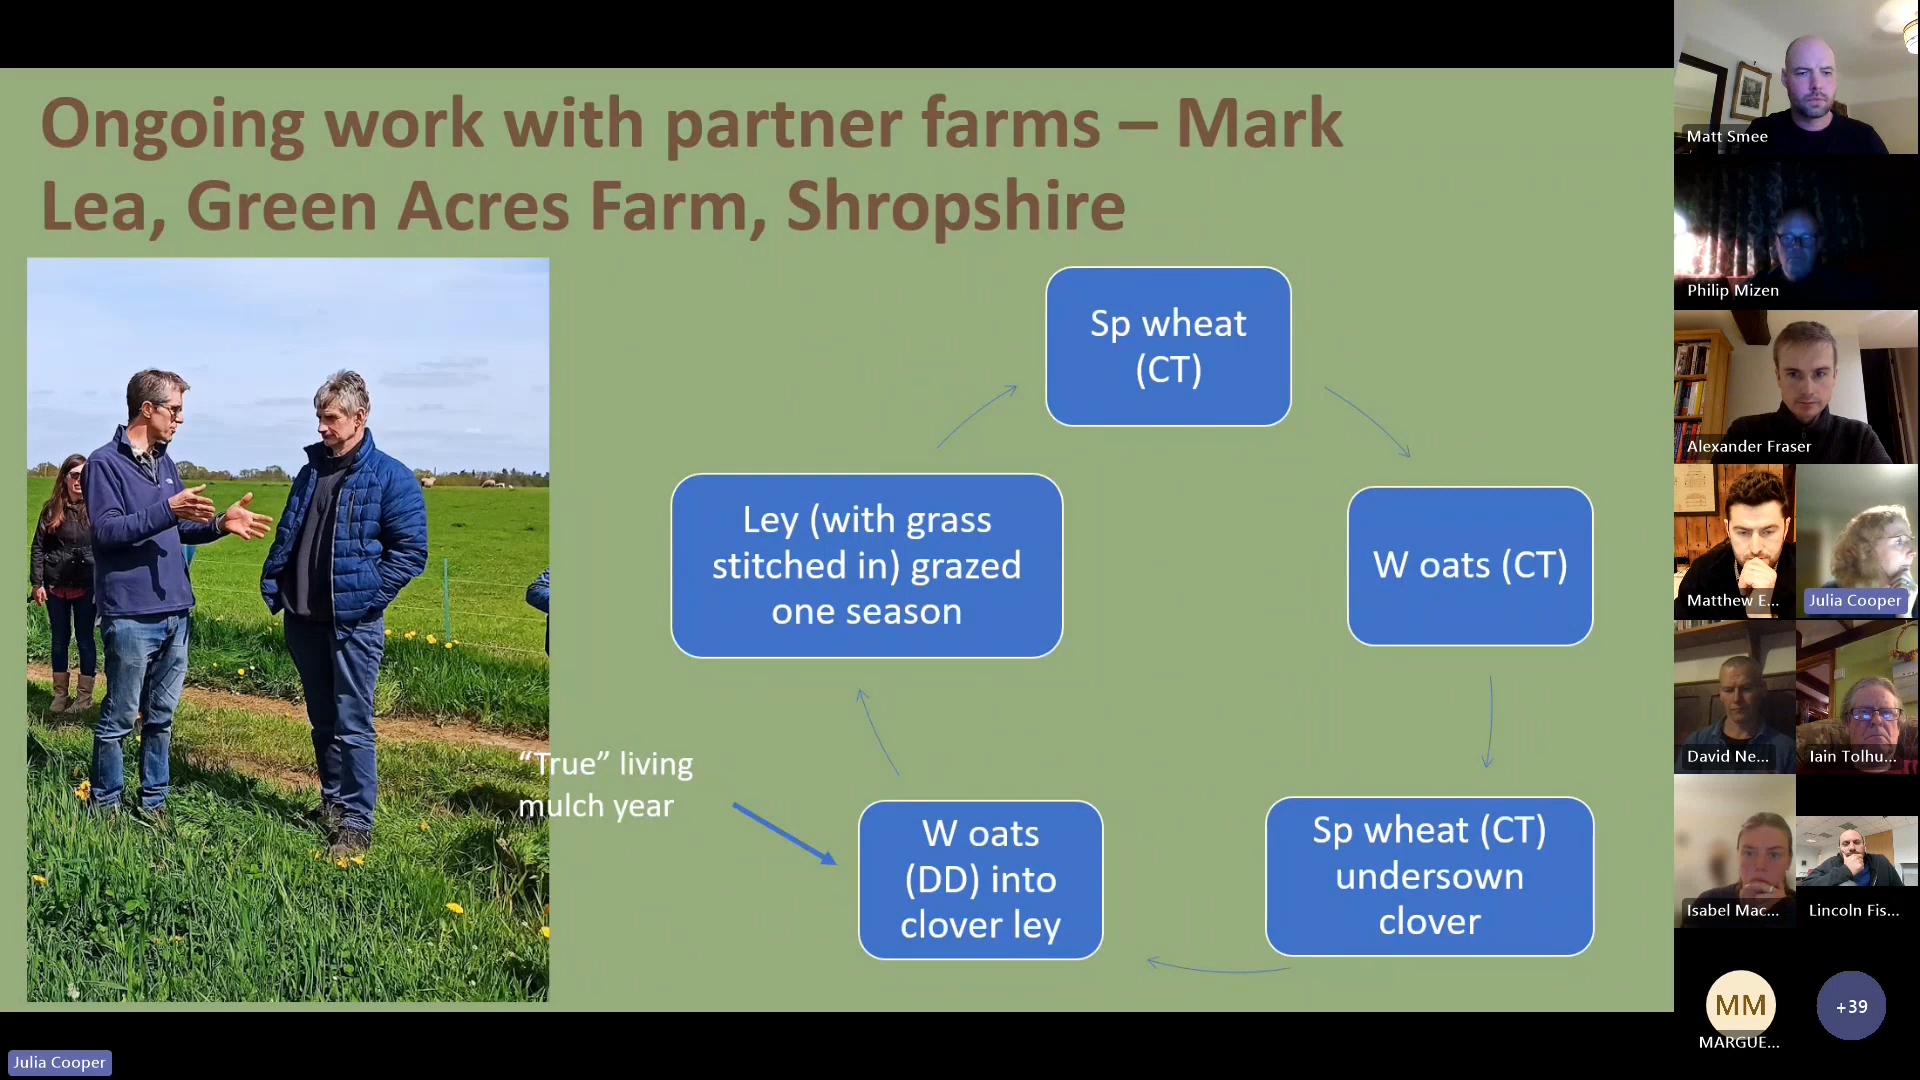 Ongoing work with partner farms – Mark
Lea, Green Acres Farm, Shropshire
Sp wheat
(CT)
W oats (CT)
Sp wheat (CT)
undersown
clover
W oats
(DD) into
clover ley
Ley (with grass
stitched in) grazed
one season
“True” living
mulch year
Matt Smee
Philip Mizen
Alexander Fraser
Matthew E...
Julia Cooper
David Ne...
Iain Tolhu...
Isabel Mac...
Lincoln Fis...
MM
MARGUE...
+39
Julia Cooper